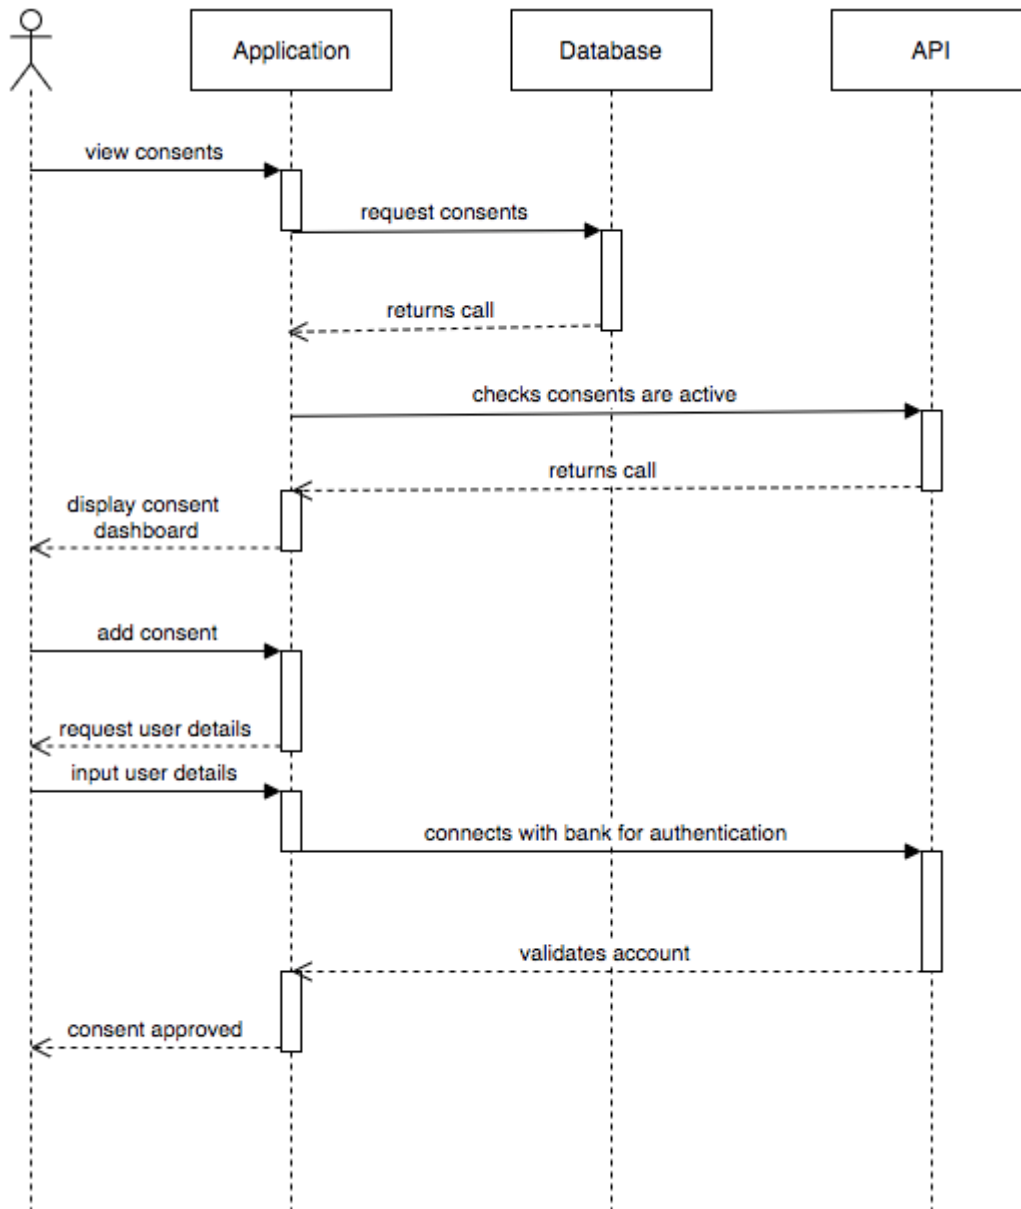 Application
Database
API
view consents
request consents
returns call
checks consents are active
returns call
display consent
dashboard
add consent
request user details
input user details
connects with bank for authentication
validates account
consent approved